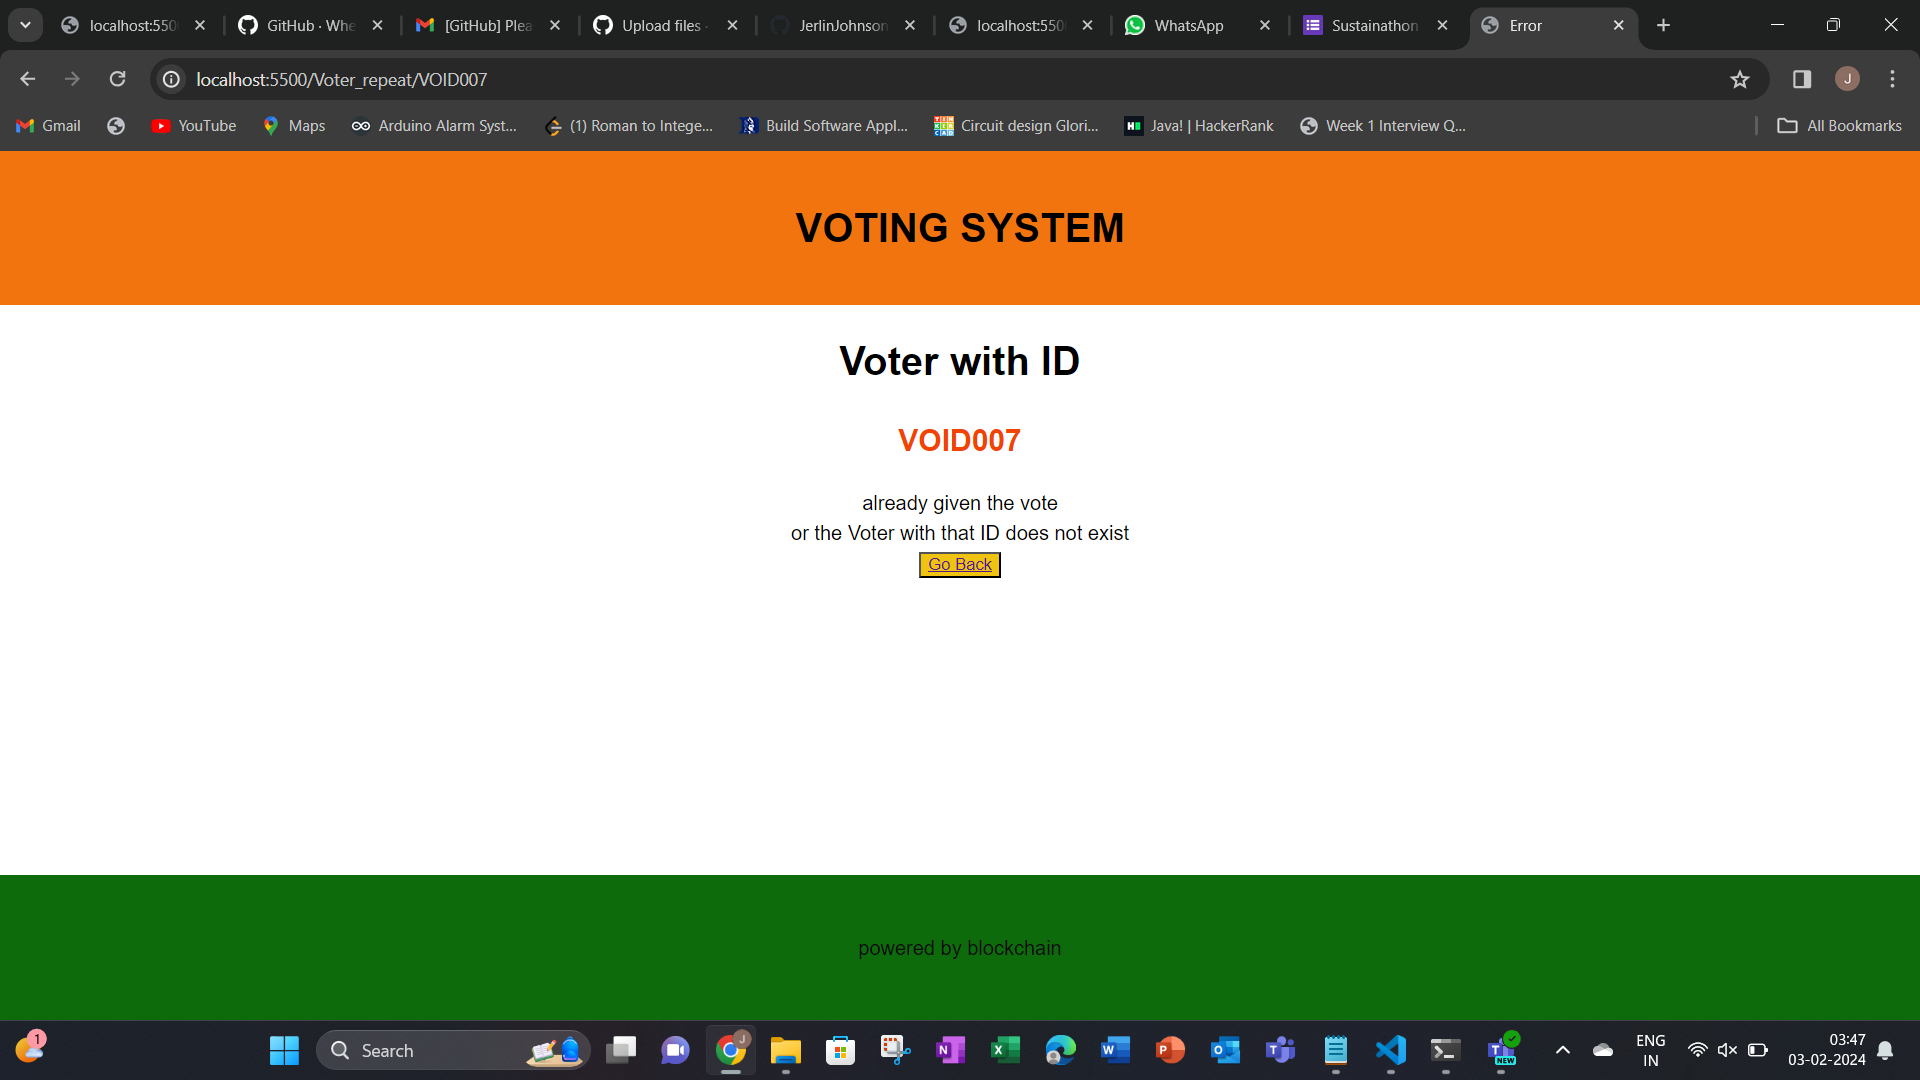 localhost:550
GitHub · Whe
[GitHub] Plea
Upload files ·
JerlinJohnson
localhost:550
WhatsApp
Sustainathon
Error
localhost:5500/Voter_repeat/VOID007
J
Gmail
YouTube
Maps
Arduino Alarm Syst...
(1) Roman to Intege...
Build Software Appl...
Circuit design Glori...
Java! | HackerRank
Week 1 Interview Q...
All Bookmarks
VOTING SYSTEM
Voter with ID
VOID007
already given the vote
or the Voter with that ID does not exist
Go Back
powered by blockchain
1
Search
J
NEW
ENG
IN
03:47
03-02-2024